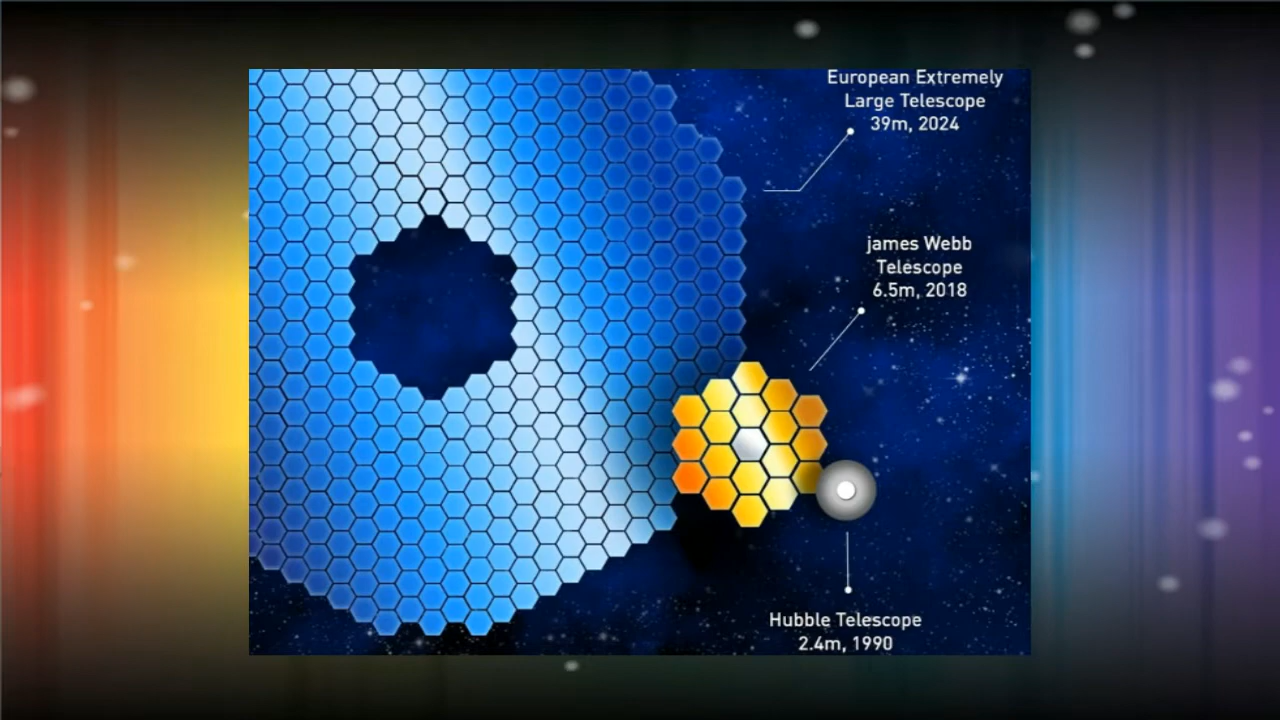 European Extremely
Large Telescope
39m, 2024
james Webb
Telescope
6.5m, 2018
Hubble Telescope
2.4m, 1990